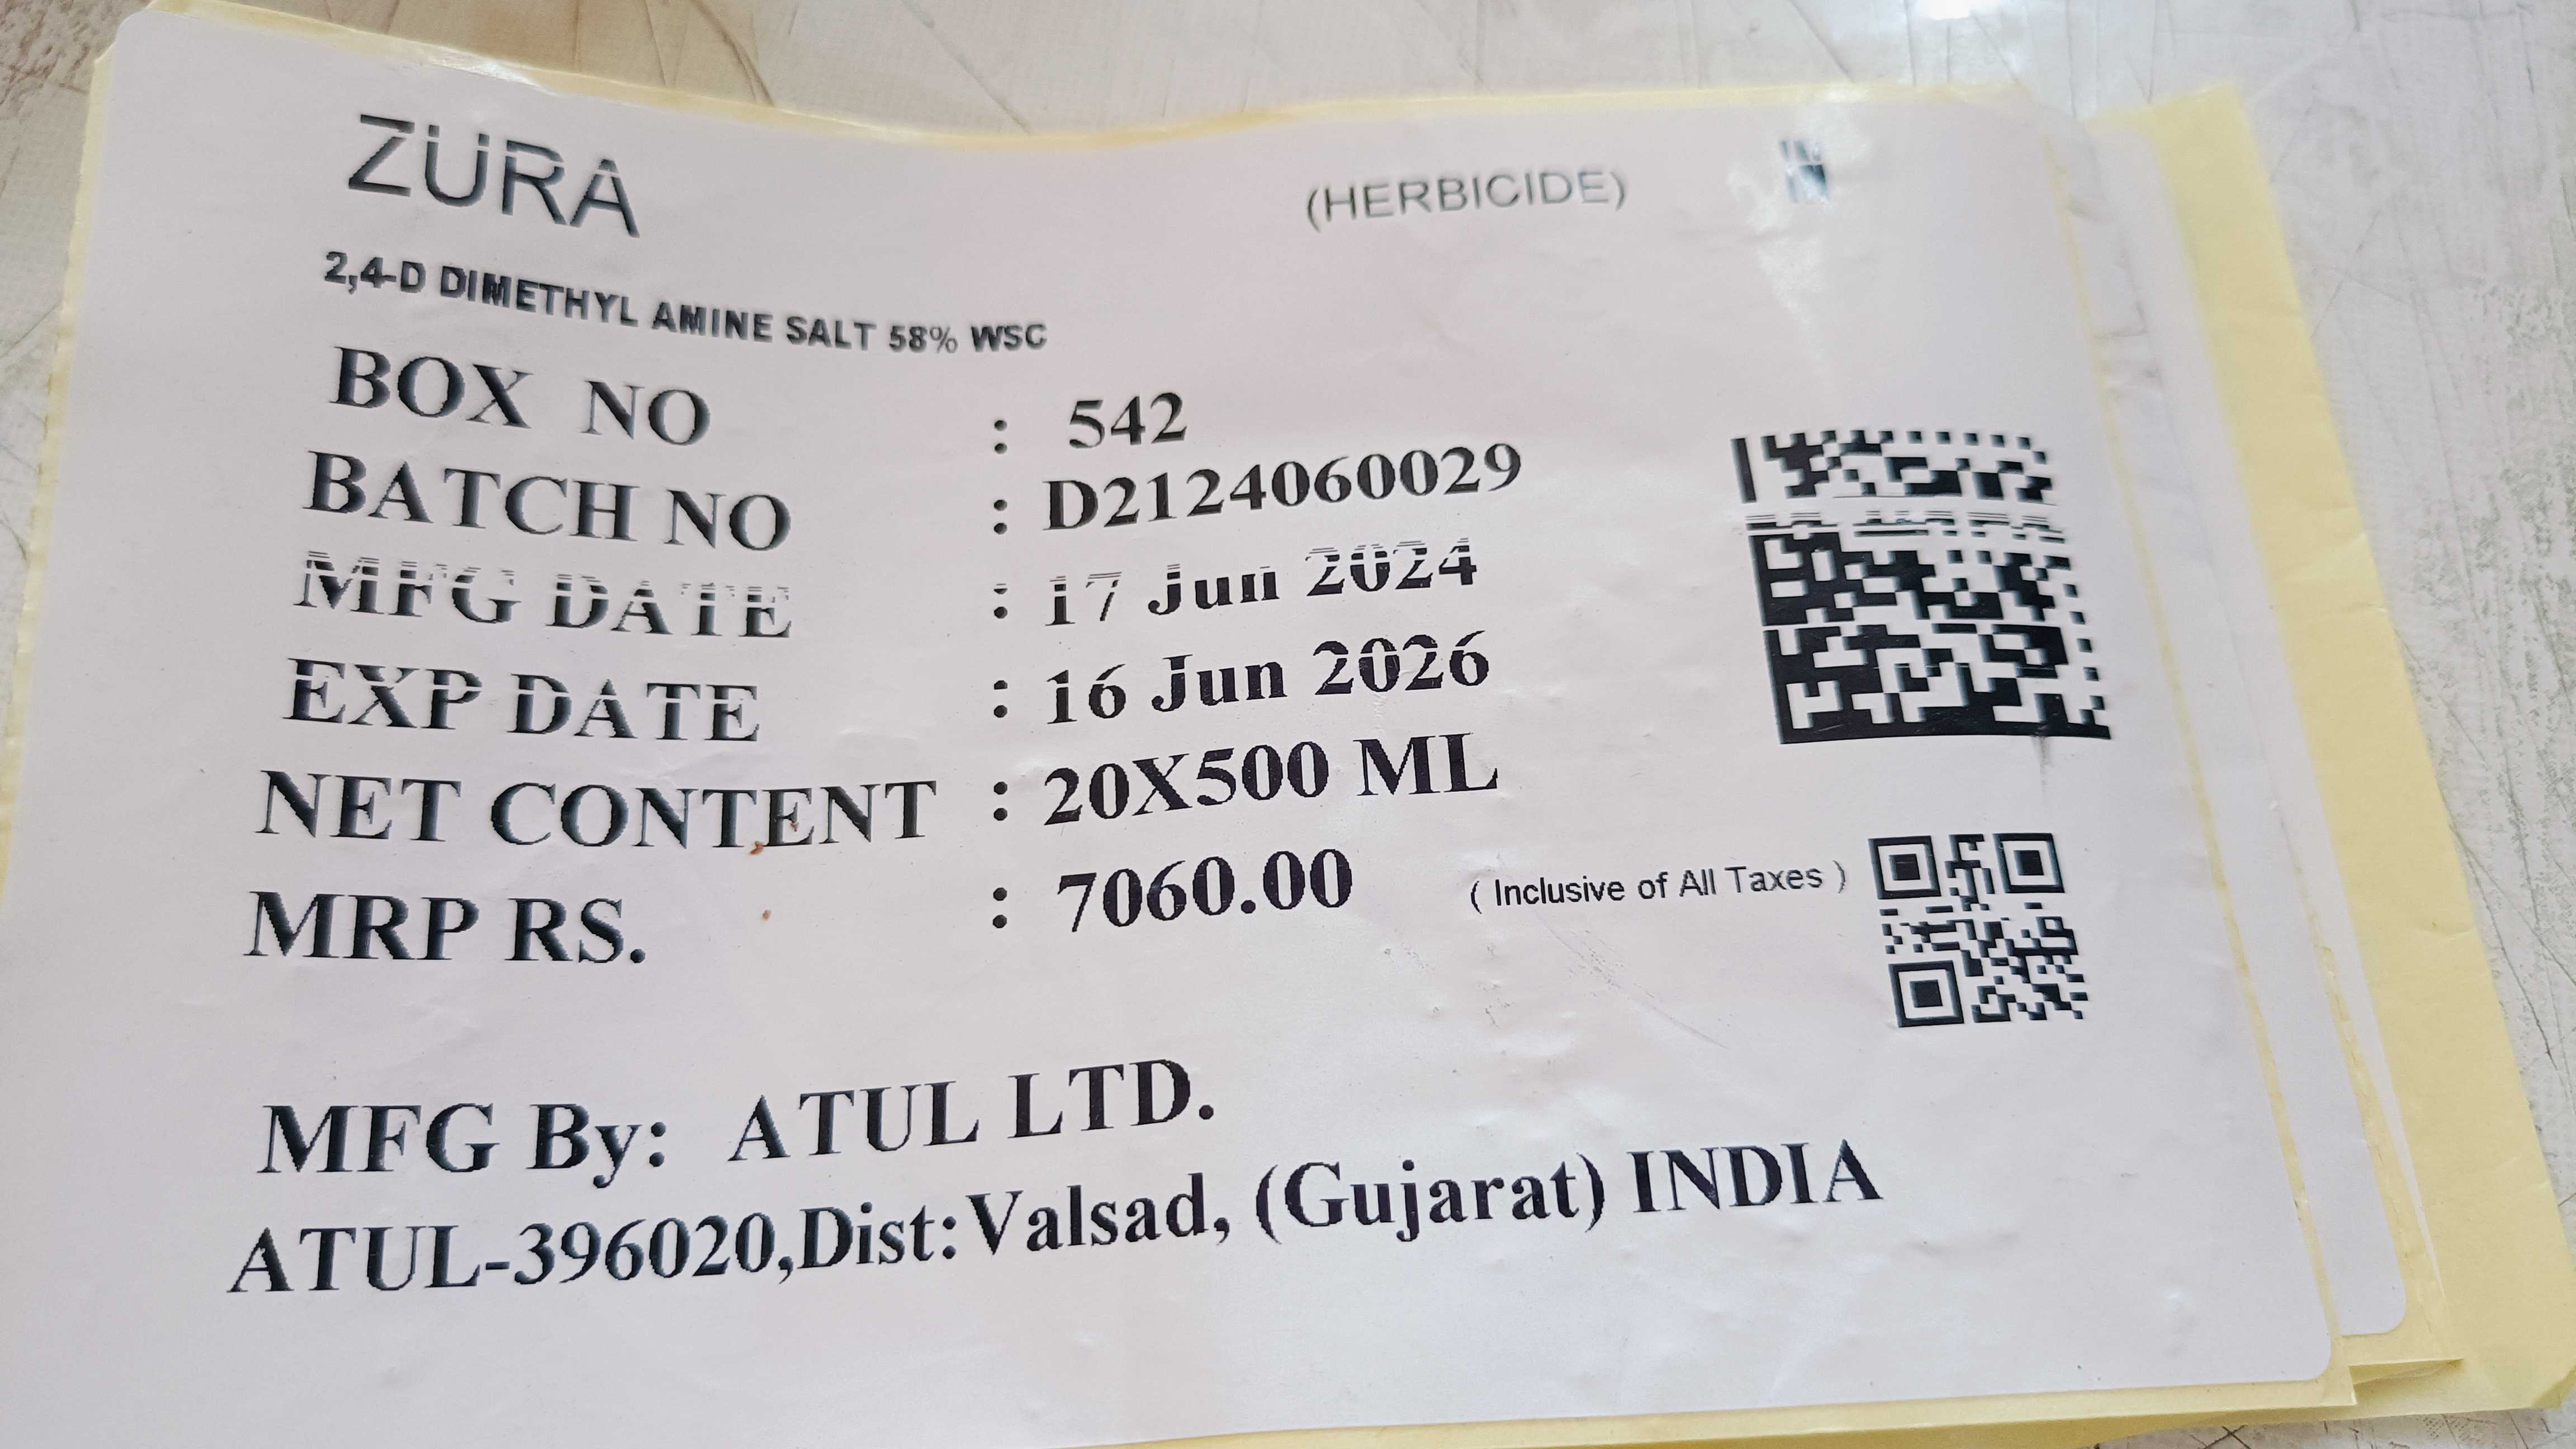 ZURA (HERBICIDE)
2,4-D DIMETHYL AMINE SALT 58% WSC
BOX NO : 542
BATCH NO : D2124060029
MFG DATE : 17 Jun 2024
EXP DATE : 16 Jun 2026
NET CONTENT : 20X500 ML
MRP RS. : 7060.00 ( Inclusive of All Taxes )
MFG By: ATUL LTD.
ATUL-396020,Dist:Valsad, (Gujarat) INDIA